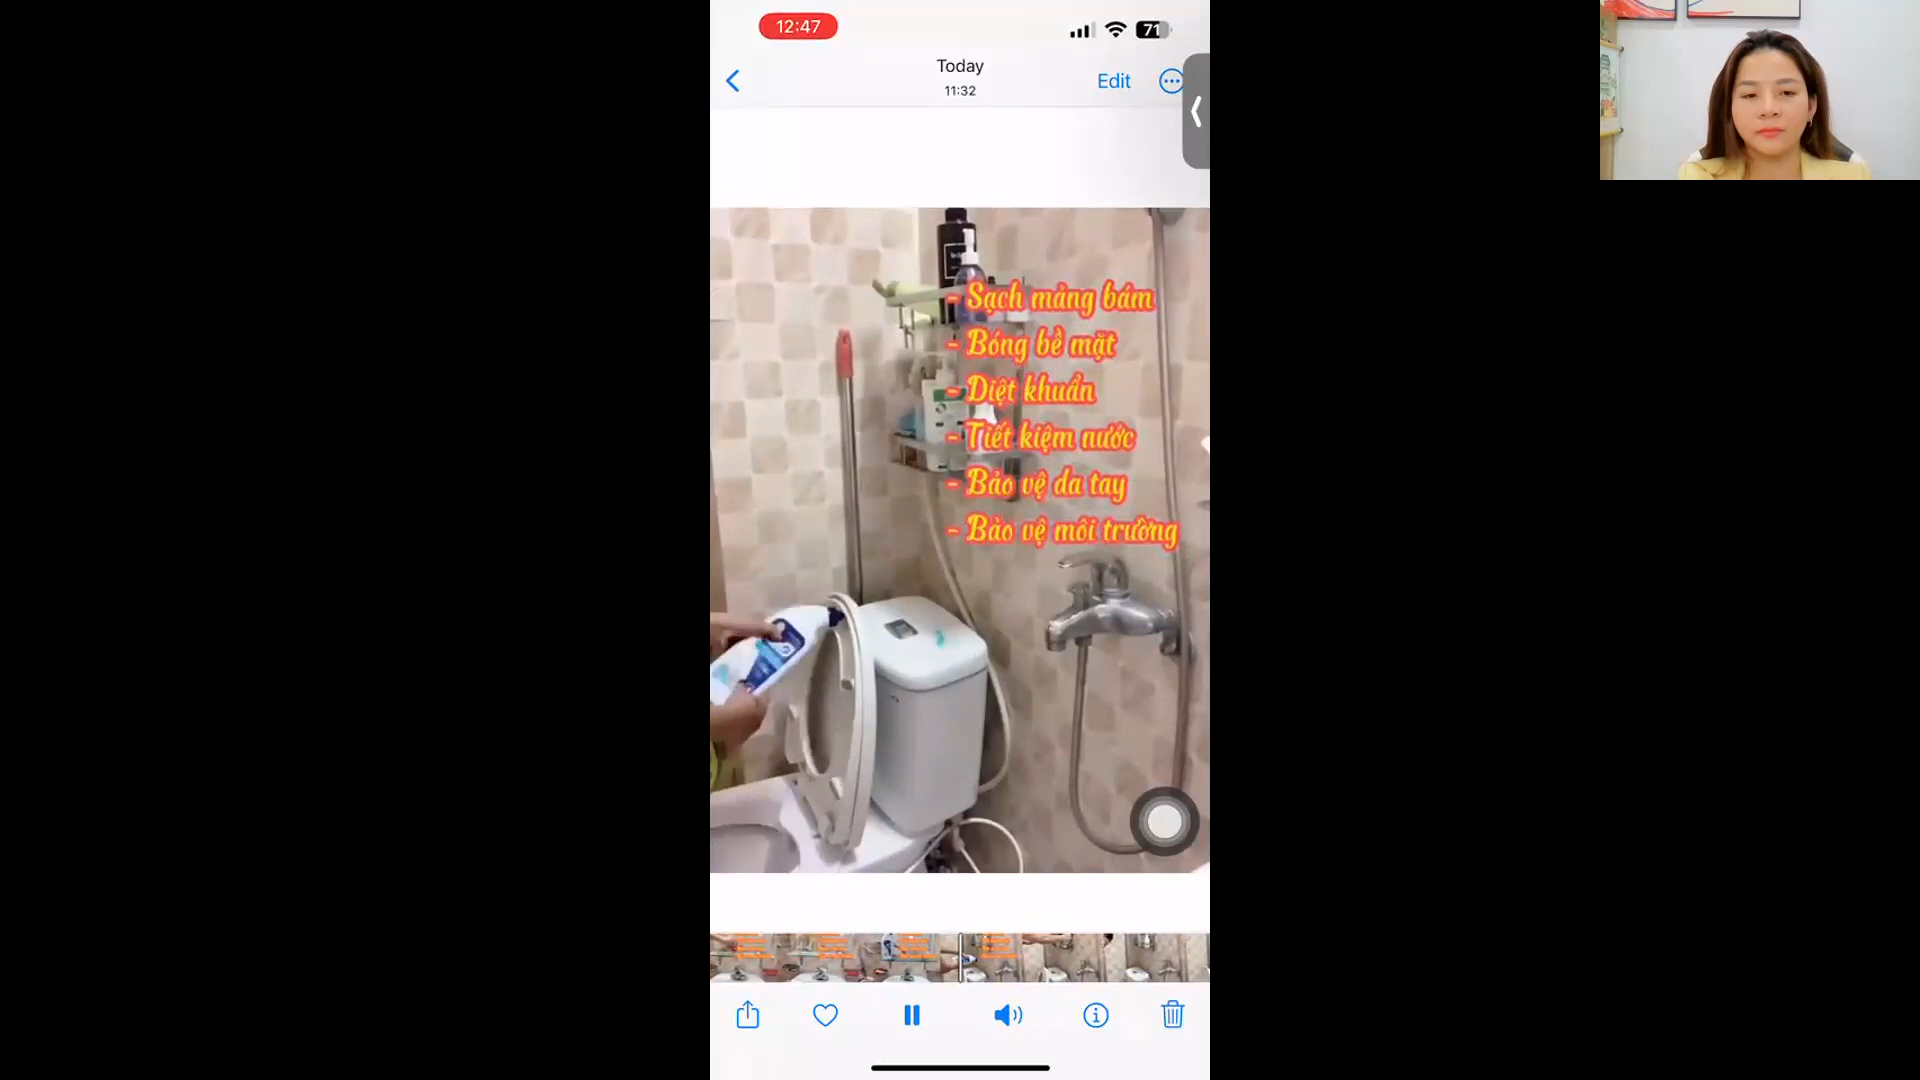 12:47
71
Today
Edit
11:32
- Sạch mảng bám
- Bóng bề mặt
- Diệt khuẩn
- Tiết kiệm nước
- Bảo vệ da tay
- Bảo vệ môi trường